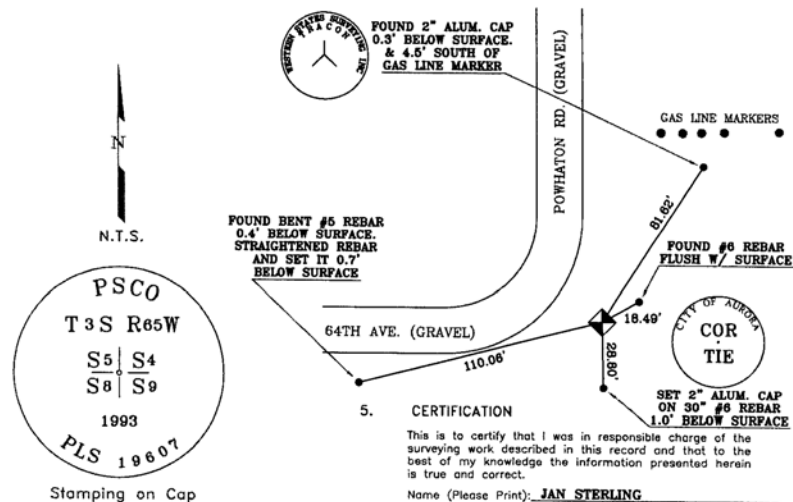 WESTERN STATES SURVEYING INC
FOUND 2" ALUM. CAP
0.3' BELOW SURFACE.
& 4.5' SOUTH OF
GAS LINE MARKER
POWHATON RD. (GRAVEL)
GAS LINE MARKERS
N
N.T.S.
81.62'
FOUND BENT #5 REBAR
0.4' BELOW SURFACE.
STRAIGHTENED REBAR
AND SET IT 0.7'
BELOW SURFACE
FOUND #6 REBAR
FLUSH W/ SURFACE
64TH AVE. (GRAVEL)
110.06'
18.49'
28.80'
CITY OF AURORA
COR
TIE
PSCO
T 3 S R65W
S5 S4
S8 S9
1993
PLS 19607
Stamping on Cap
SET 2" ALUM. CAP
ON 30" #6 REBAR
1.0' BELOW SURFACE
5. CERTIFICATION
This is to certify that I was in responsible charge of the
surveying work described in this record and that to the
best of my knowledge the information presented herein
is true and correct.
Name (Please Print): JAN STERLING